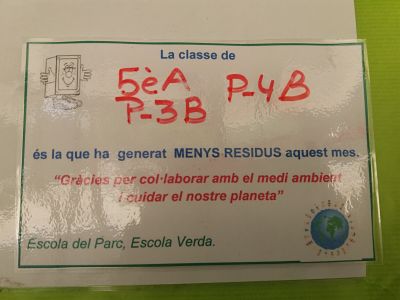 La classe de
5èA P-4B
P-3B
és la que ha generat MENYS RESIDUS aquest mes.
“Gràcies per col·laborar amb el medi ambient
i cuidar el nostre planeta”
Escola del Parc, Escola Verda.